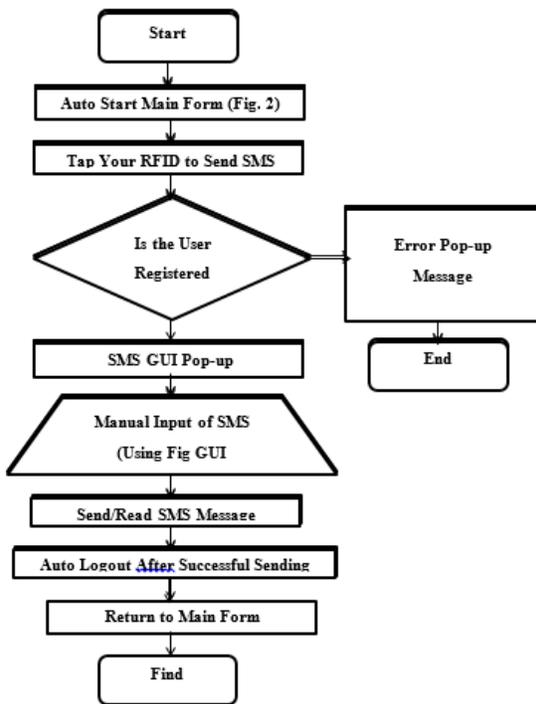 Start
Auto Start Main Form (Fig. 2)
Tap Your RFID to Send SMS
Is the User
Registered
Error Pop-up
Message
End
SMS GUI Pop-up
Manual Input of SMS
(Using Fig GUI
Send/Read SMS Message
Auto Logout After Successful Sending
Return to Main Form
Find